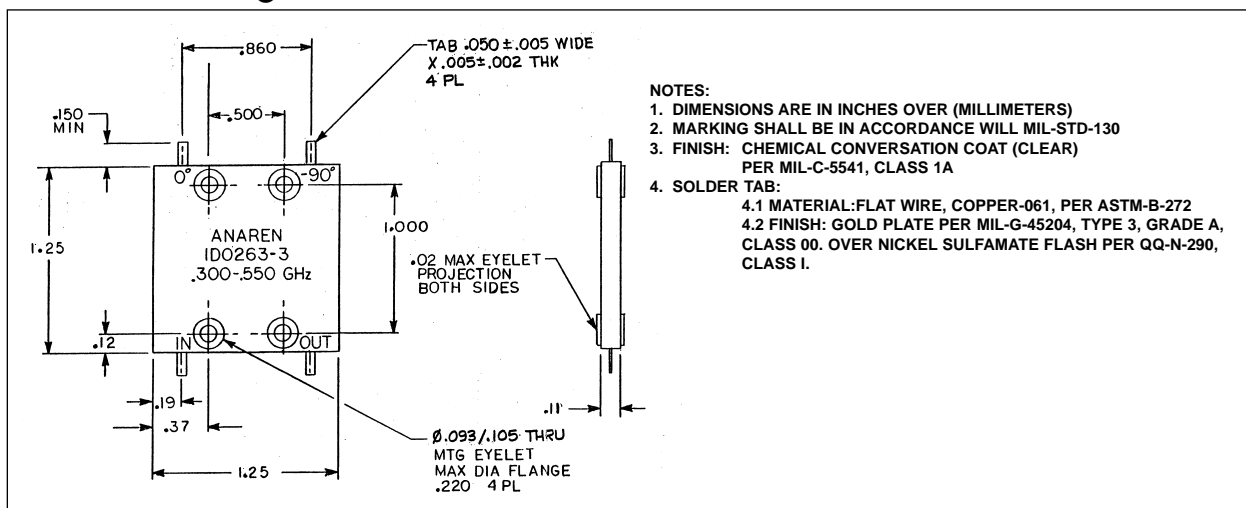 .860
TAB .050±.005 WIDE
X.005±.002 THK
4 PL
.150
MIN
.500
0°
-90°
1.25
ANAREN
1D0263-3
.300-.550 GHz
1.000
.02 MAX EYELET
PROJECTION
BOTH SIDES
.12
IN
OUT
.19
.37
.11
Ø.093/.105 THRU
MTG EYELET
MAX DIA FLANGE
.220 4 PL
1.25
NOTES:
1. DIMENSIONS ARE IN INCHES OVER (MILLIMETERS)
2. MARKING SHALL BE IN ACCORDANCE WILL MIL-STD-130
3. FINISH: CHEMICAL CONVERSATION COAT (CLEAR)
PER MIL-C-5541, CLASS 1A
4. SOLDER TAB:
4.1 MATERIAL:FLAT WIRE, COPPER-061, PER ASTM-B-272
4.2 FINISH: GOLD PLATE PER MIL-G-45204, TYPE 3, GRADE A,
CLASS 00. OVER NICKEL SULFAMATE FLASH PER QQ-N-290,
CLASS I.